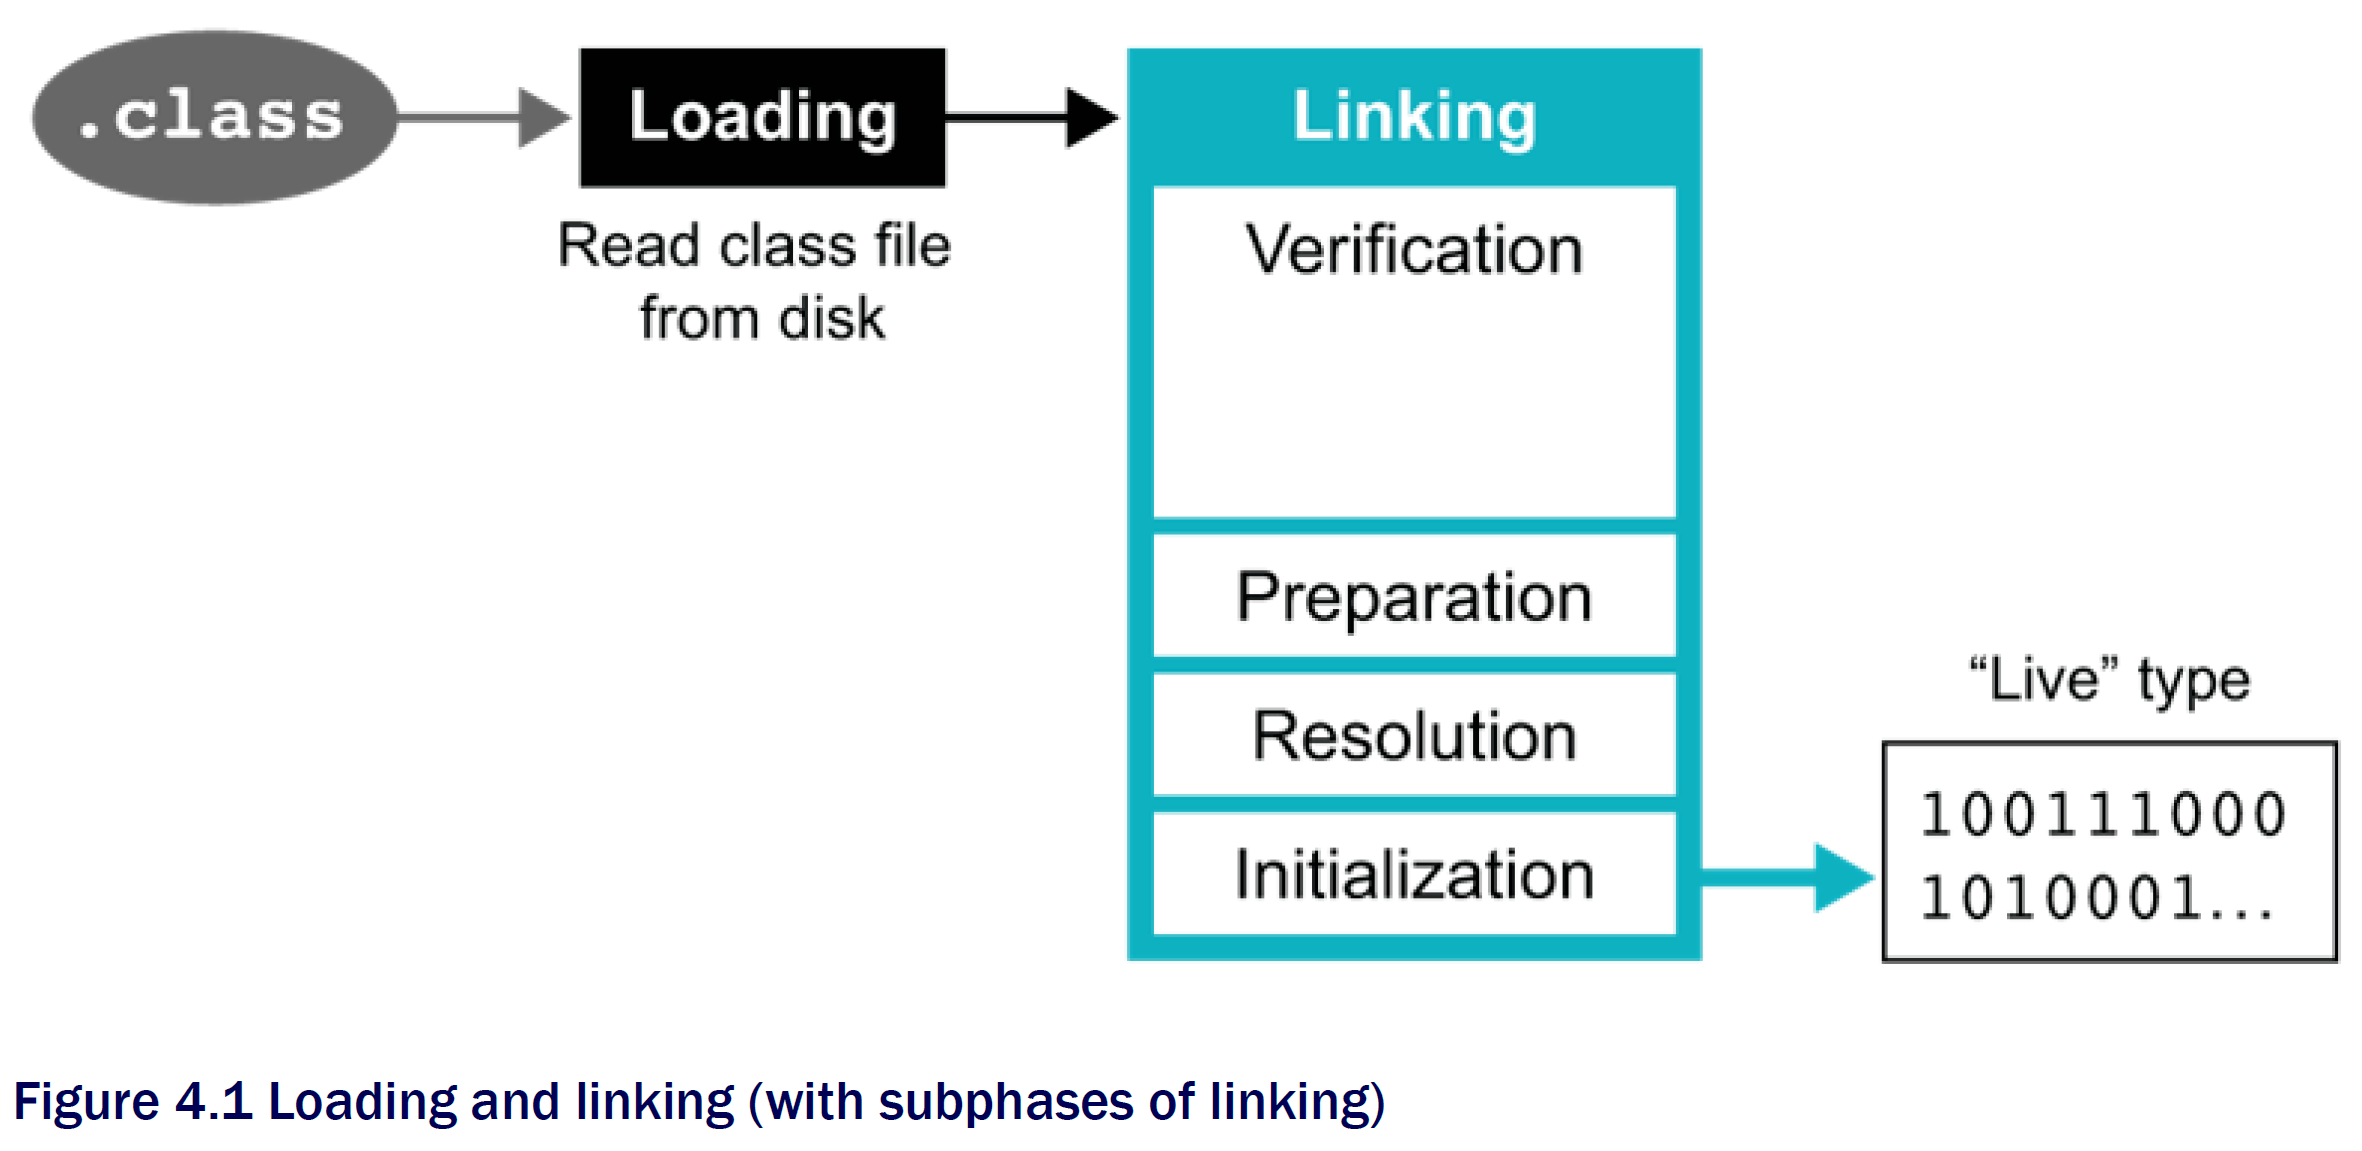 .class
Loading
Read class file
from disk
Linking
Verification
Preparation
Resolution
Initialization
“Live” type
100111000
1010001...
Figure 4.1 Loading and linking (with subphases of linking)